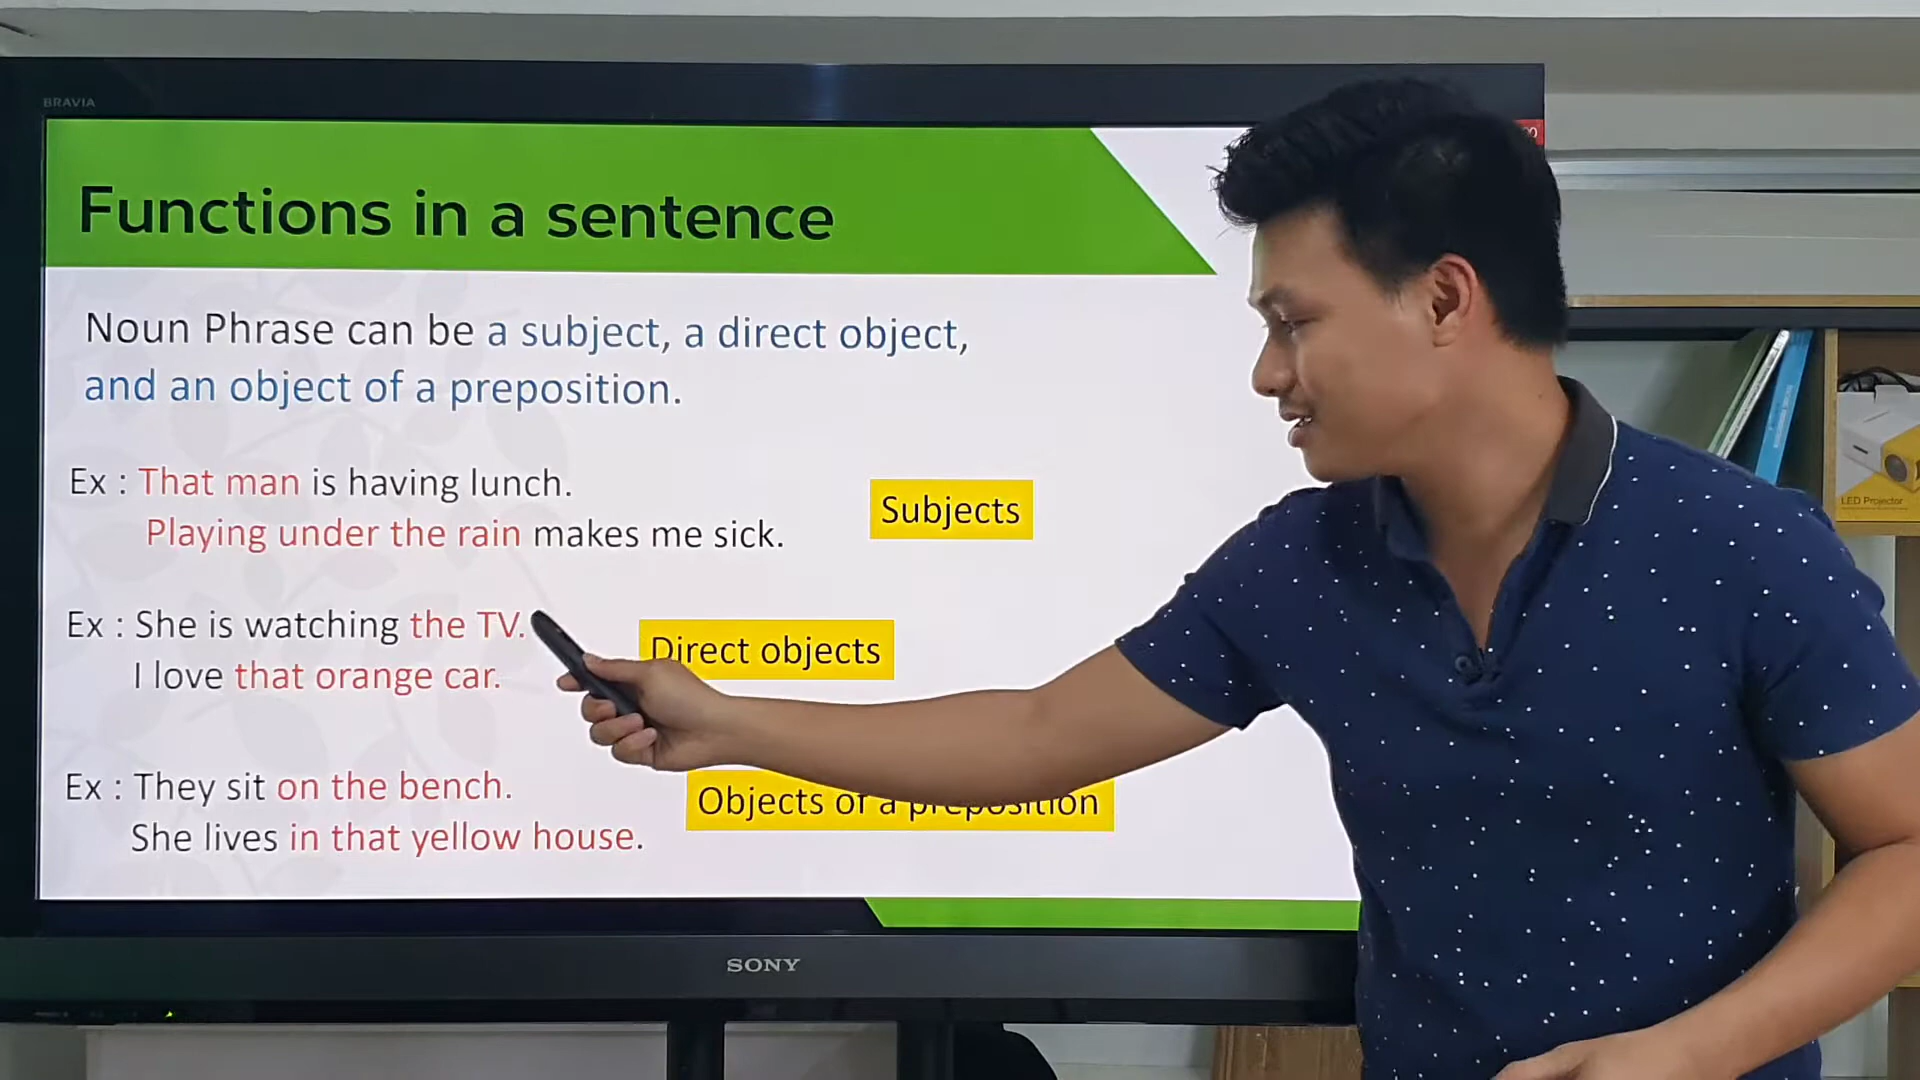 BRAVIA
Functions in a sentence
Noun Phrase can be a subject, a direct object,
and an object of a preposition.
Ex : That man is having lunch.
Playing under the rain makes me sick.
Subjects
Ex : She is watching the TV.
I love that orange car.
Direct objects
Ex : They sit on the bench.
She lives in that yellow house.
Objects of a preposition
SONY
LED Projector